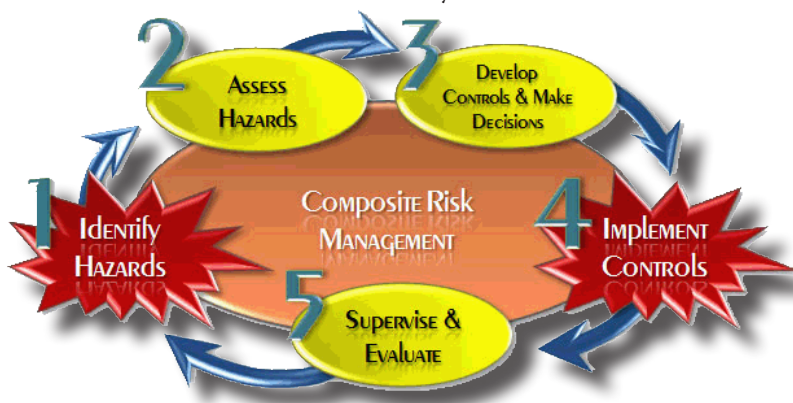 1
Identify
Hazards
2
Assess
Hazards
3
Develop
Controls & Make
Decisions
4
Implement
Controls
5
Supervise &
Evaluate
Composite Risk
Management